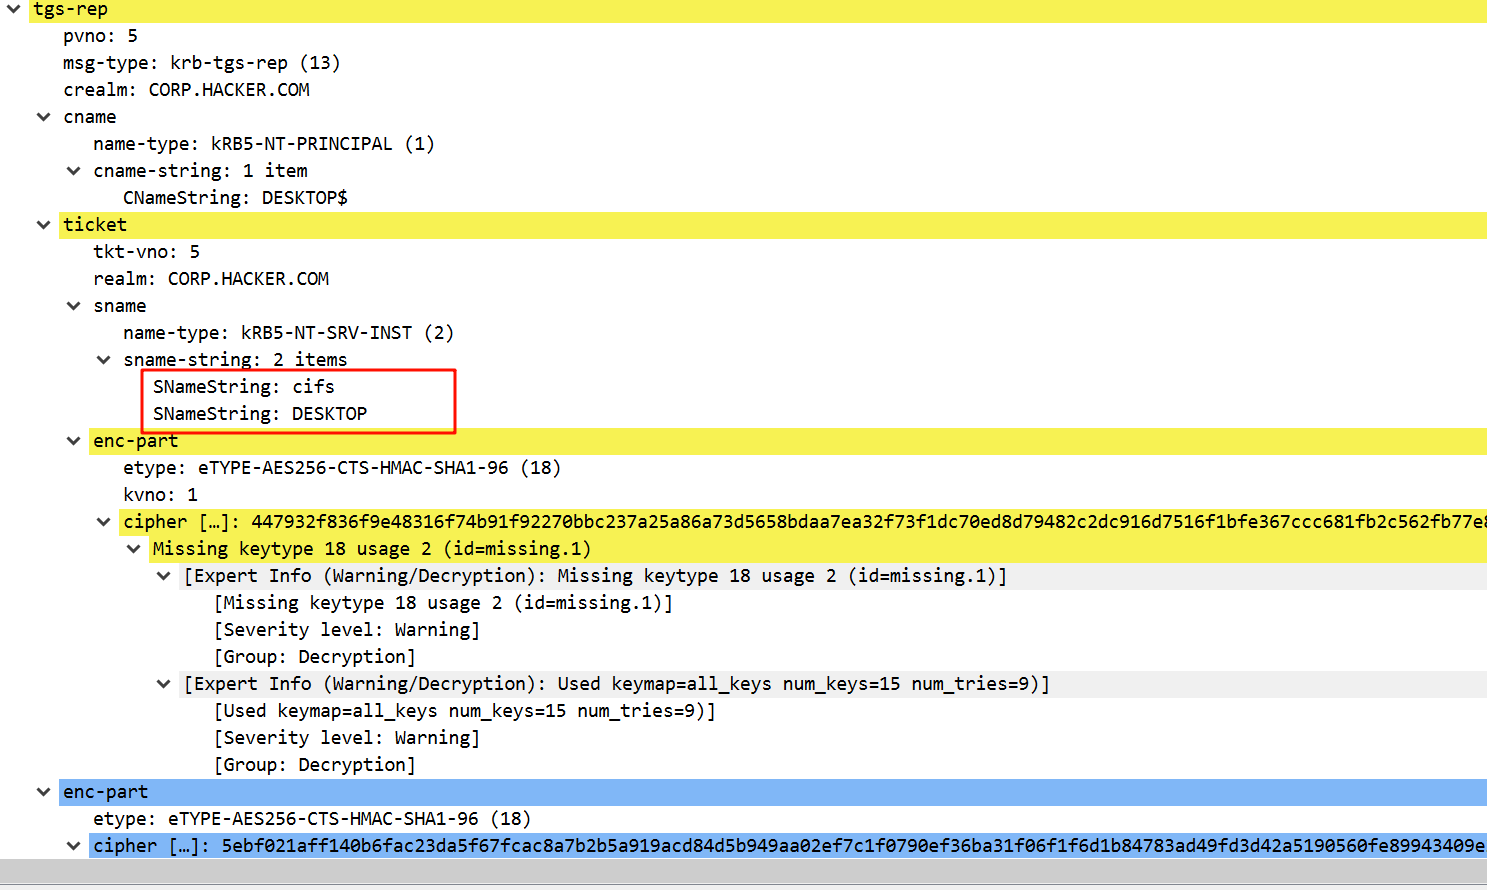 tgs-rep
pvno: 5
msg-type: krb-tgs-rep (13)
crealm: CORP.HACKER.COM
cname
name-type: kRB5-NT-PRINCIPAL (1)
cname-string: 1 item
CNameString: DESKTOP$
ticket
tkt-vno: 5
realm: CORP.HACKER.COM
sname
name-type: kRB5-NT-SRV-INST (2)
sname-string: 2 items
SNameString: cifs
SNameString: DESKTOP
enc-part
etype: eTYPE-AES256-CTS-HMAC-SHA1-96 (18)
kvno: 1
cipher […]: 447932f836f9e48316f74b91f92270bbc237a25a86a73d5658bdaa7ea32f73f1dc70ed8d79482c2dc916d7516f1bfe367ccc681fb2c562fb77e8
Missing keytype 18 usage 2 (id=missing.1)
[Expert Info (Warning/Decryption): Missing keytype 18 usage 2 (id=missing.1)]
[Missing keytype 18 usage 2 (id=missing.1)]
[Severity level: Warning]
[Group: Decryption]
[Expert Info (Warning/Decryption): Used keymap=all_keys num_keys=15 num_tries=9)]
[Used keymap=all_keys num_keys=15 num_tries=9)]
[Severity level: Warning]
[Group: Decryption]
enc-part
etype: eTYPE-AES256-CTS-HMAC-SHA1-96 (18)
cipher […]: 5ebf021aff140b6fac23da5f67fcac8a7b2b5a919acd84d5b949aa02ef7c1f0790ef36ba31f06f1f6d1b84783ad49fd3d42a5190560fe89943409e